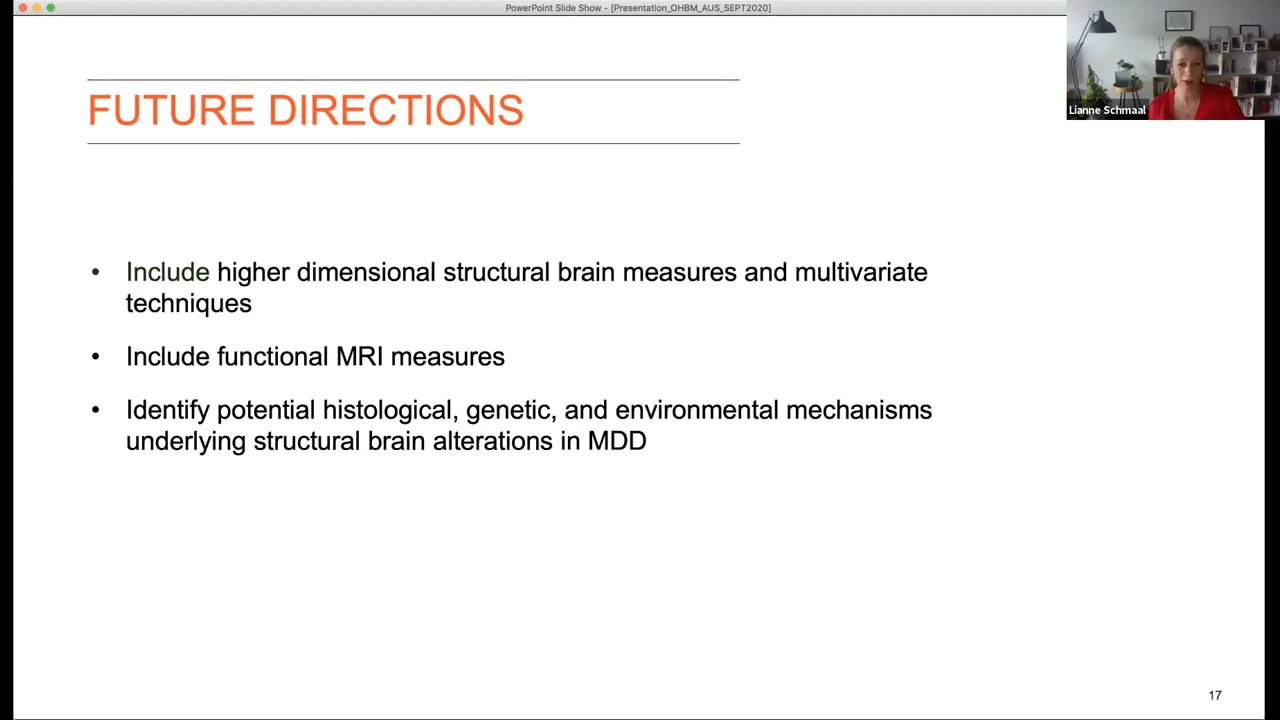 PowerPoint Slide Show - [Presentation_OHBM_AUS_SEPT2020]
Lianne Schmaal
FUTURE DIRECTIONS
• Include higher dimensional structural brain measures and multivariate
techniques
• Include functional MRI measures
• Identify potential histological, genetic, and environmental mechanisms
underlying structural brain alterations in MDD
17